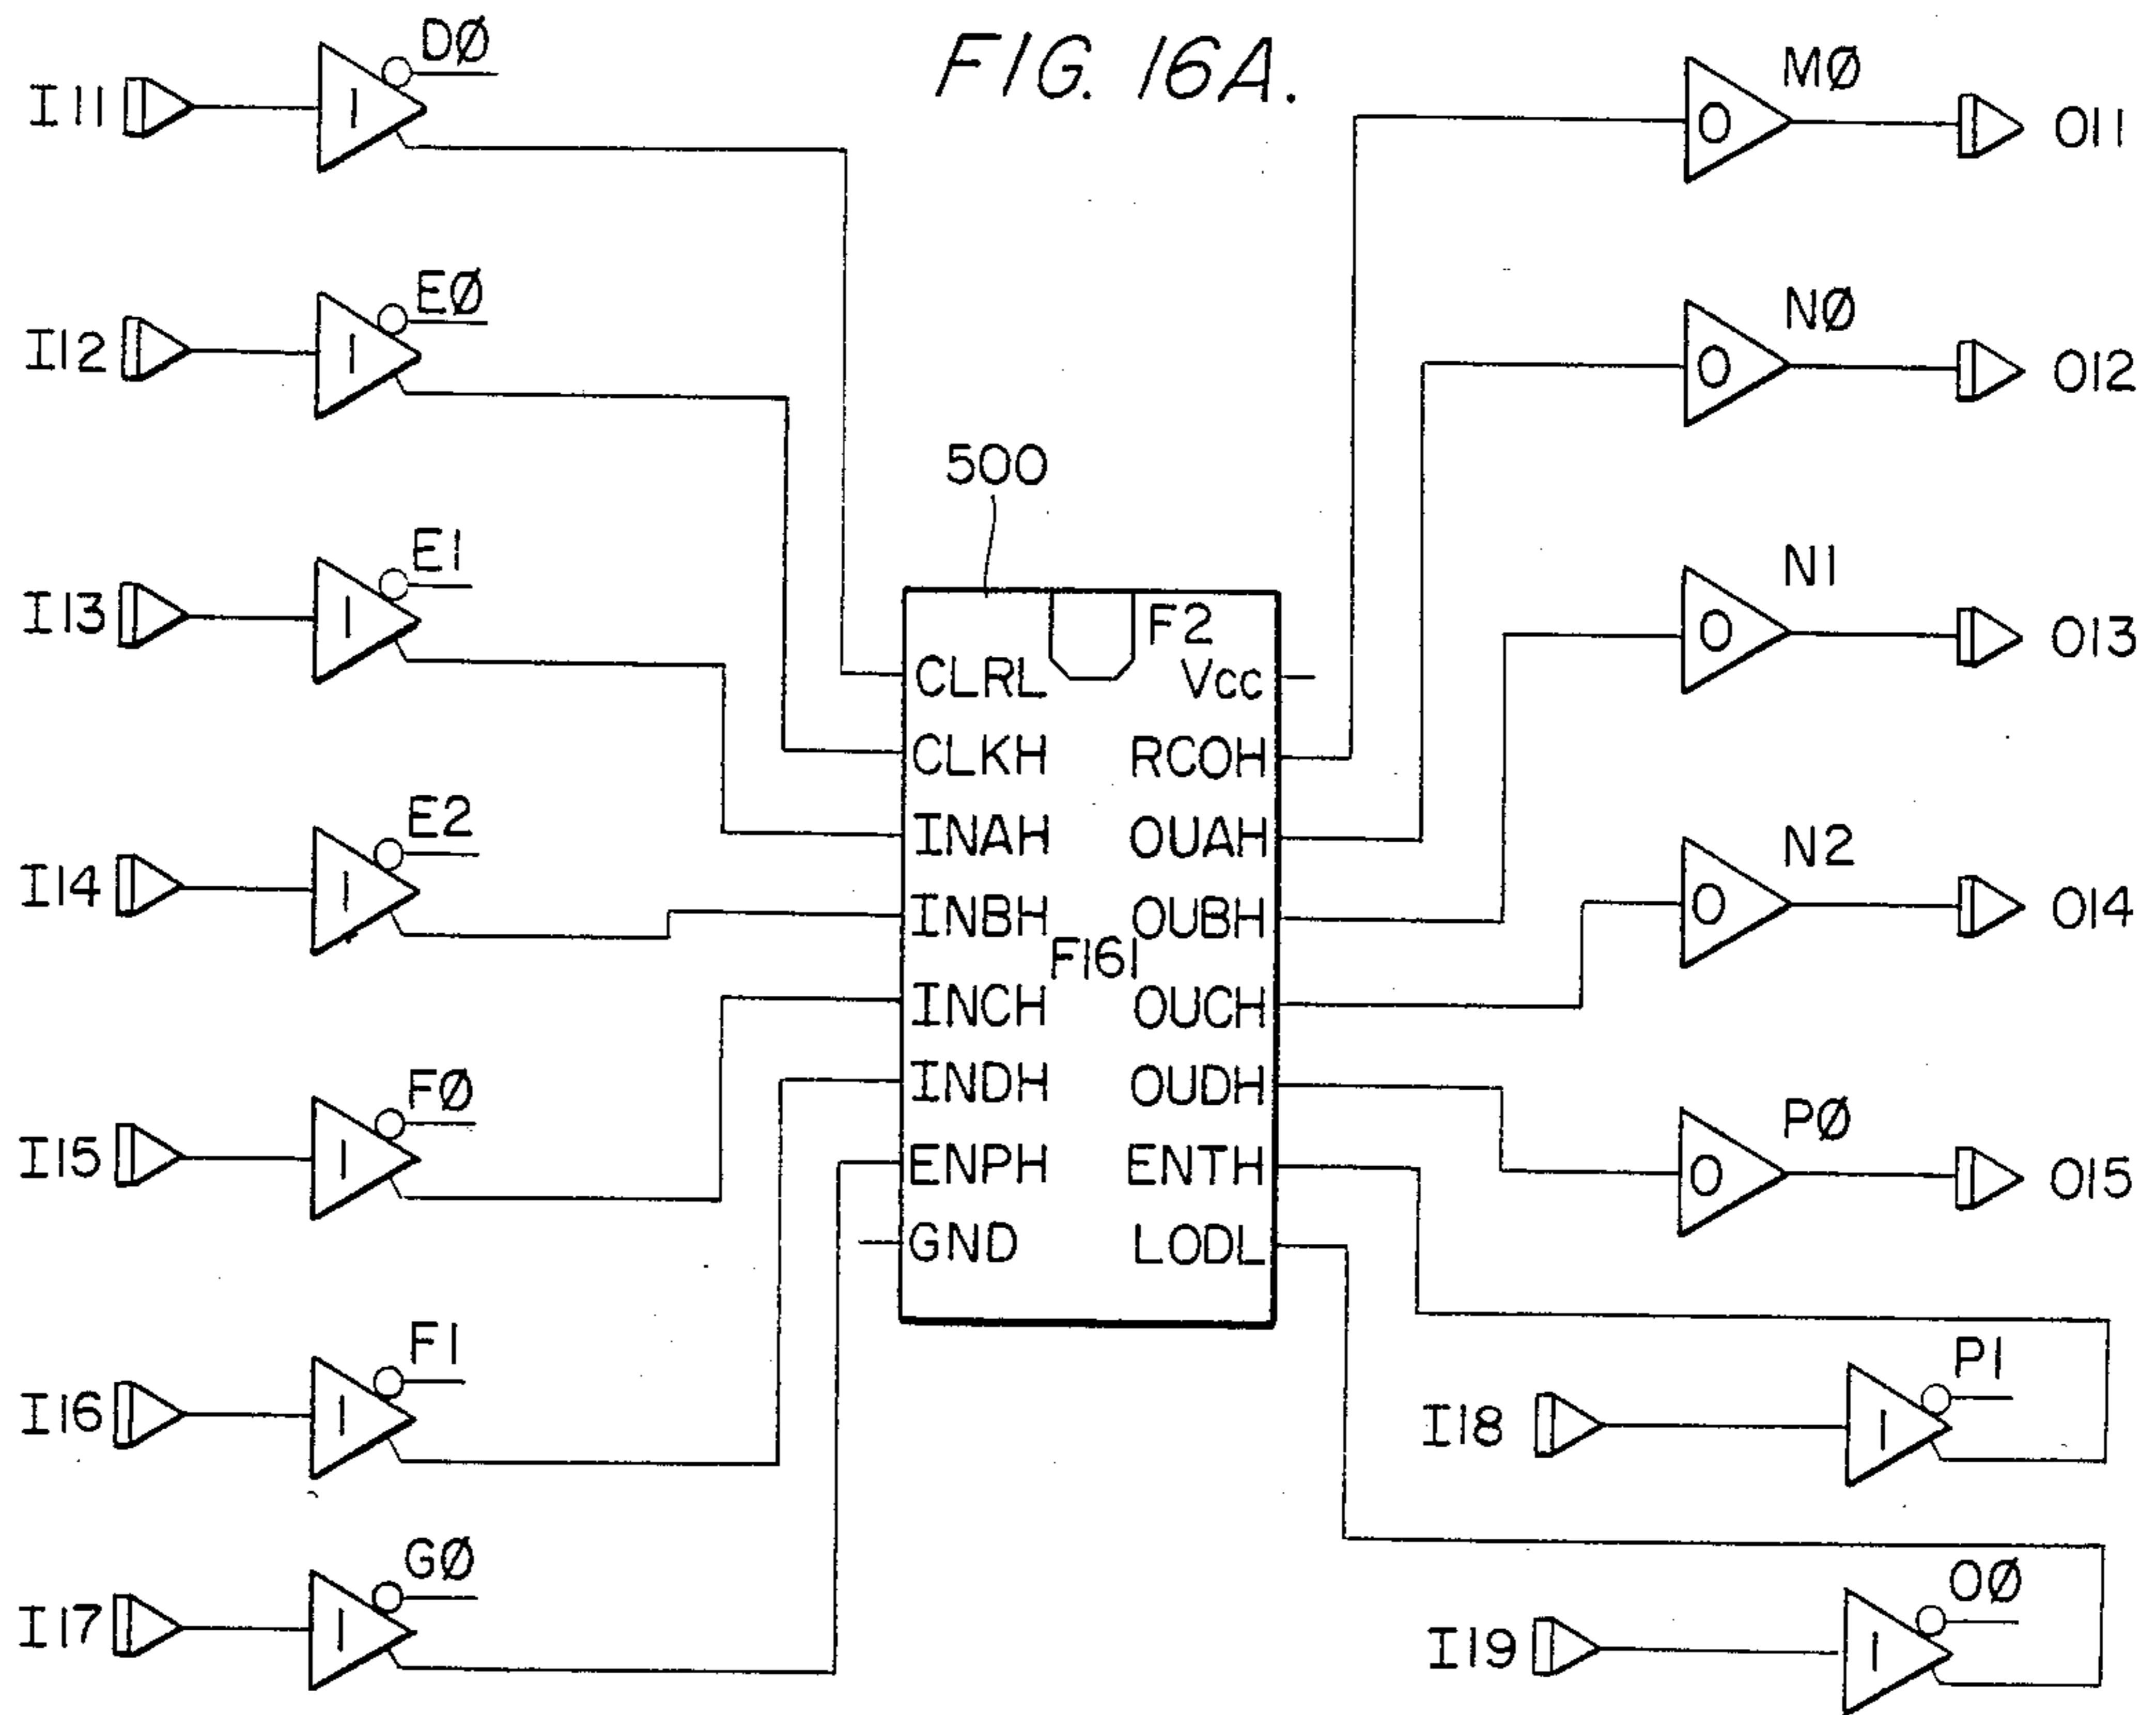 FIG. 16A.
DØ
I11
I
EØ
I12
I
E1
I13
I
E2
I14
I
FØ
I15
I
F1
I16
I
GØ
I17
I
500
F2
CLRL
Vcc
CLKH
RCOH
INAH
OUAH
INBH
OUBH
F161
INCH
OUCH
INDH
OUDH
ENPH
ENTH
GND
LODL
MØ
O
O11
NØ
O
O12
N1
O
O13
N2
O
O14
PØ
O
O15
P1
I18
I
OØ
I19
I